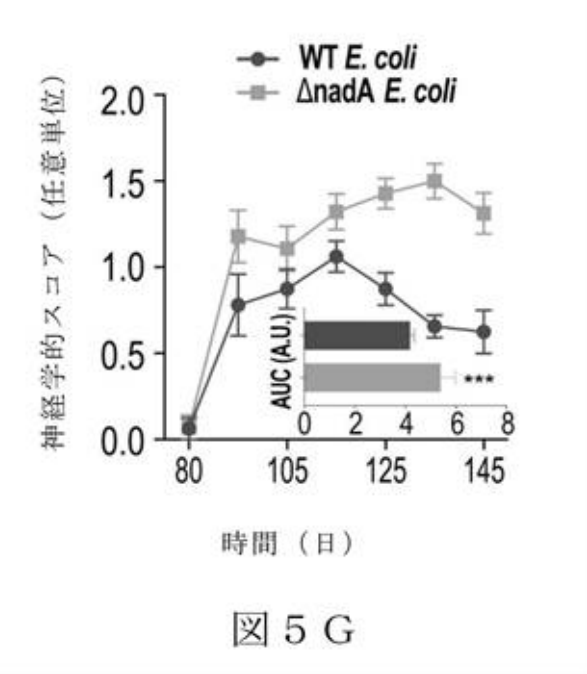 WT E. coli
ΔnadA E. coli
神経学的スコア（任意単位）
2.0
1.5
1.0
0.5
0.0
AUC (A.U.)
***
0 2 4 6 8
80 105 125 145
時間（日）
図５Ｇ